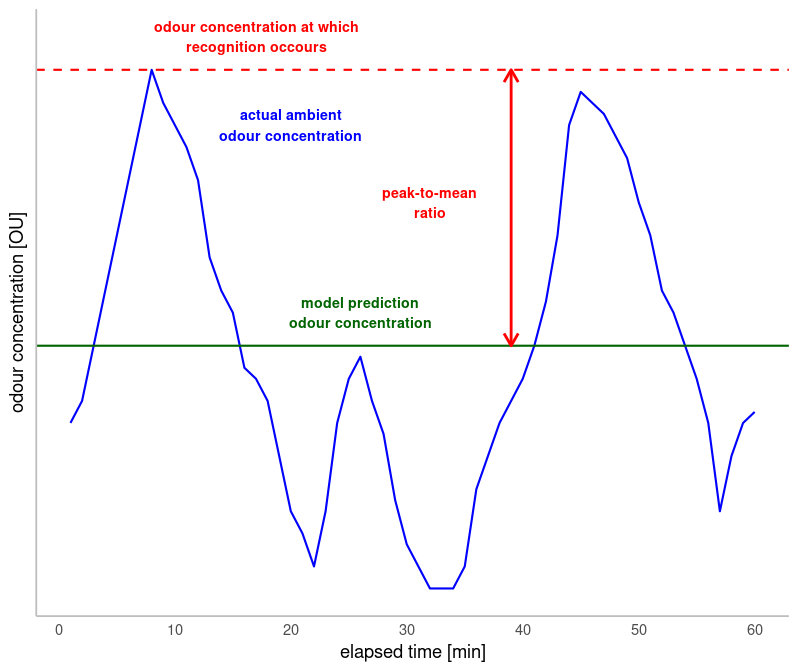 odour concentration at which
recognition occours
actual ambient
odour concentration
peak-to-mean
ratio
model prediction
odour concentration
odour concentration [OU]
0 10 20 30 40 50 60
elapsed time [min]